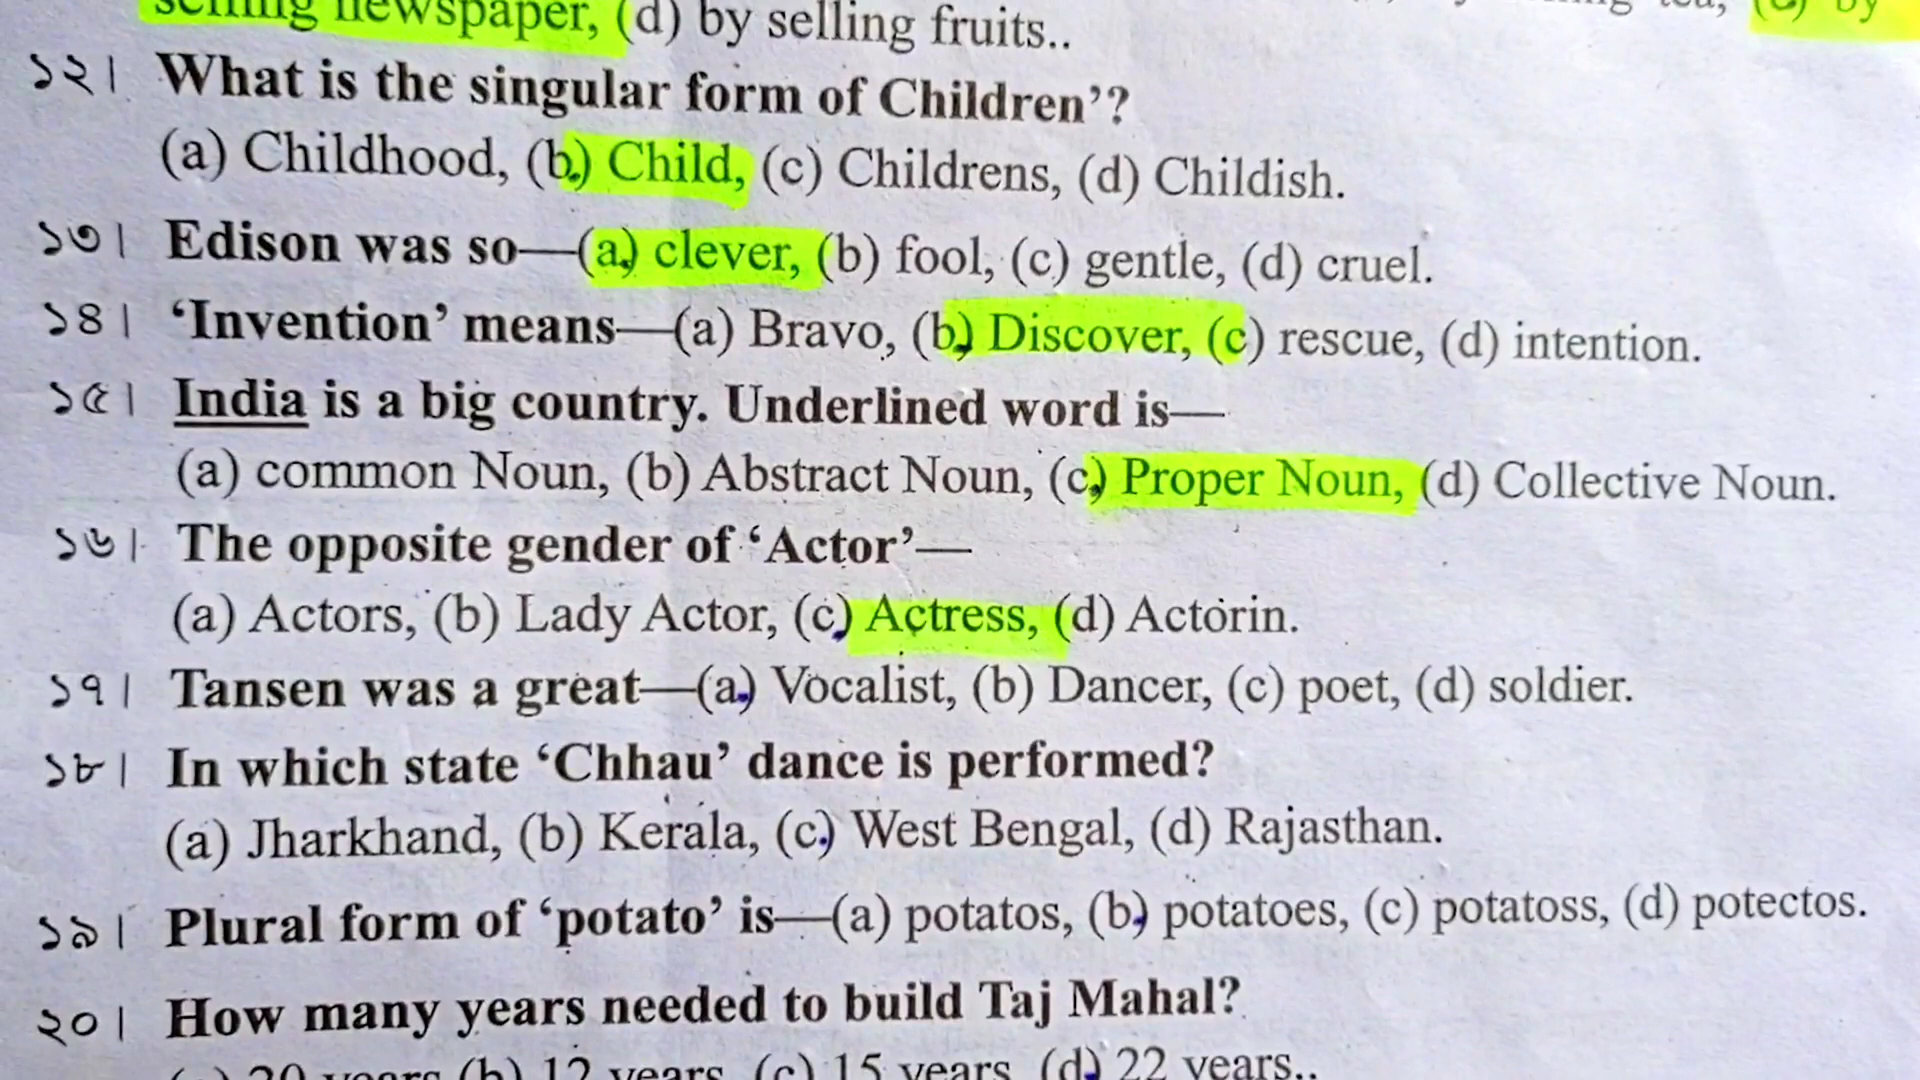 selling newspaper, (d) by selling fruits.. (c) by
১২। What is the singular form of Children'?
(a) Childhood, (b) Child, (c) Childrens, (d) Childish.
১৩। Edison was so—(a) clever, (b) fool, (c) gentle, (d) cruel.
১৪। 'Invention' means—(a) Bravo, (b) Discover, (c) rescue, (d) intention.
১৫। India is a big country. Underlined word is—
(a) common Noun, (b) Abstract Noun, (c) Proper Noun, (d) Collective Noun.
১৬। The opposite gender of 'Actor'—
(a) Actors, (b) Lady Actor, (c) Actress, (d) Actorin.
১৭। Tansen was a great—(a) Vocalist, (b) Dancer, (c) poet, (d) soldier.
১৮। In which state 'Chhau' dance is performed?
(a) Jharkhand, (b) Kerala, (c) West Bengal, (d) Rajasthan.
১৯। Plural form of 'potato' is—(a) potatos, (b) potatoes, (c) potatoss, (d) potectos.
২০। How many years needed to build Taj Mahal?
(a) 20 years (b) 12 years, (c) 15 years, (d) 22 years..